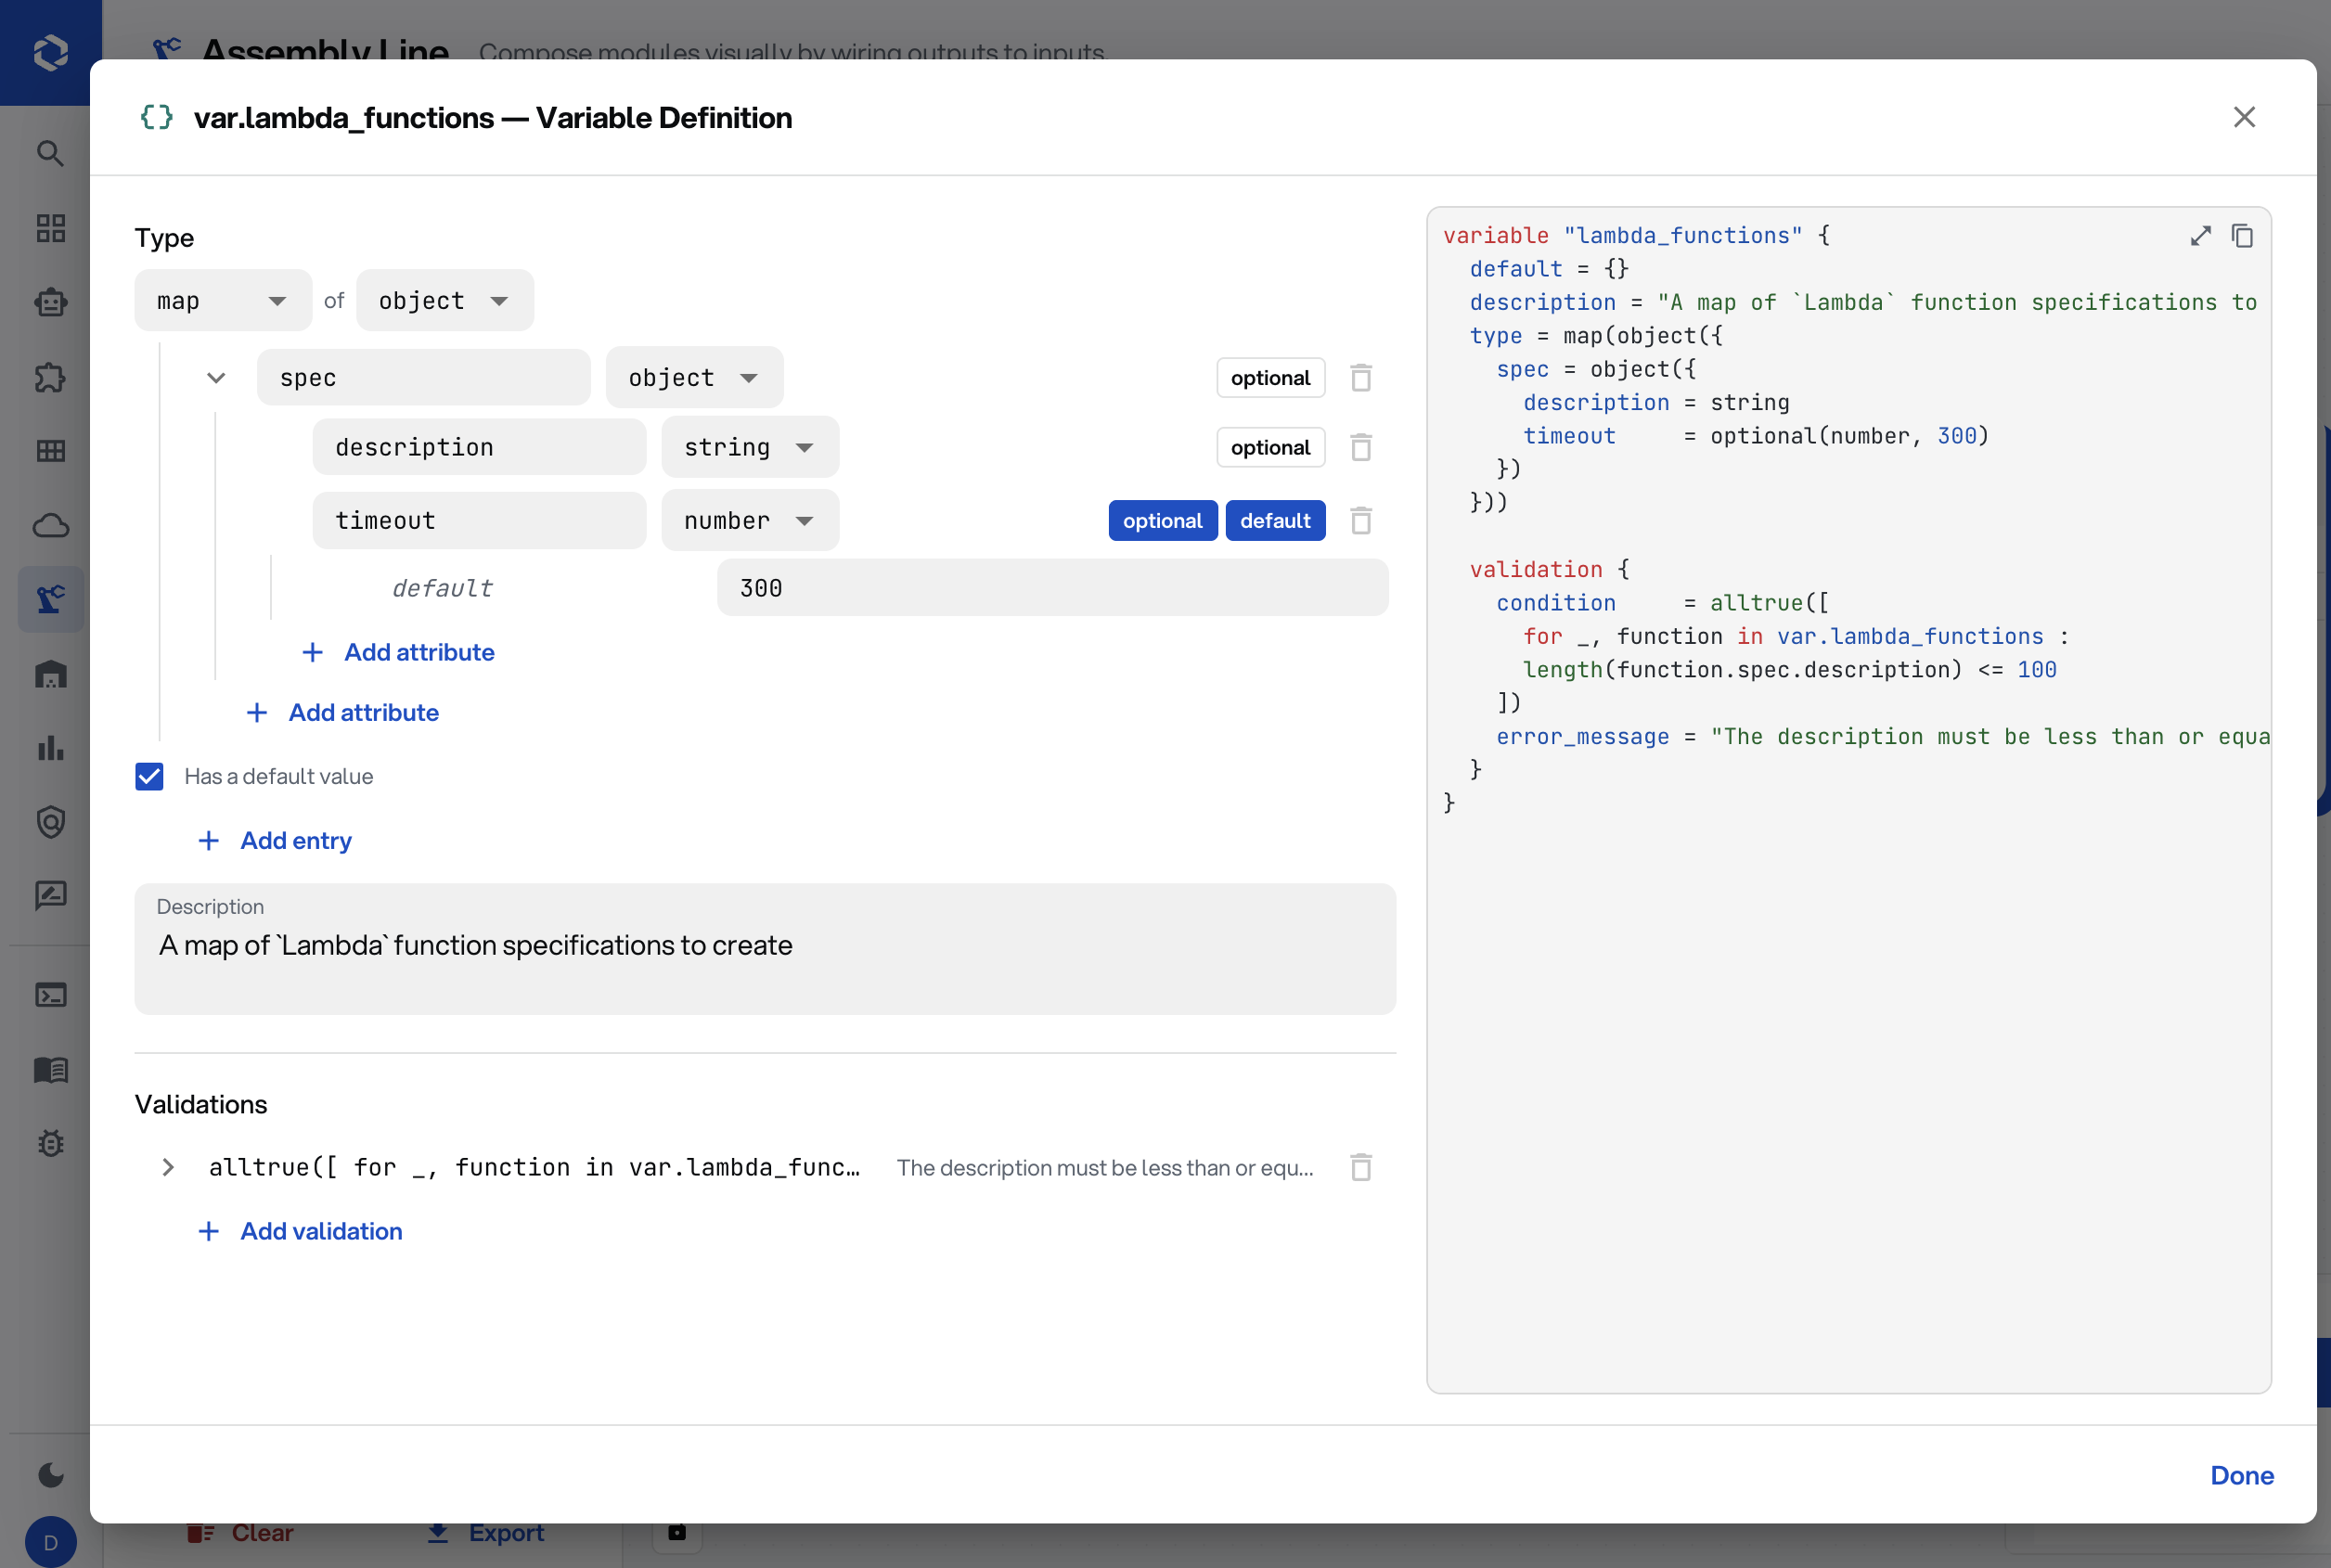 Assembly Line Compose modules visually by wiring outputs to inputs.
var.lambda_functions — Variable Definition
Type
map of object
spec object optional
description string optional
timeout number optional default
default 300
Add attribute
Add attribute
Has a default value
Add entry
Description
A map of `Lambda` function specifications to create
Validations
alltrue([ for _, function in var.lambda_func… The description must be less than or equ...
Add validation
variable "lambda_functions" {
  default = {}
  description = "A map of `Lambda` function specifications to
  type = map(object({
    spec = object({
      description = string
      timeout     = optional(number, 300)
    })
  }))
  validation {
    condition     = alltrue([
      for _, function in var.lambda_functions :
      length(function.spec.description) <= 100
    ])
    error_message = "The description must be less than or equa
  }
}
Done
D
Clear
Export